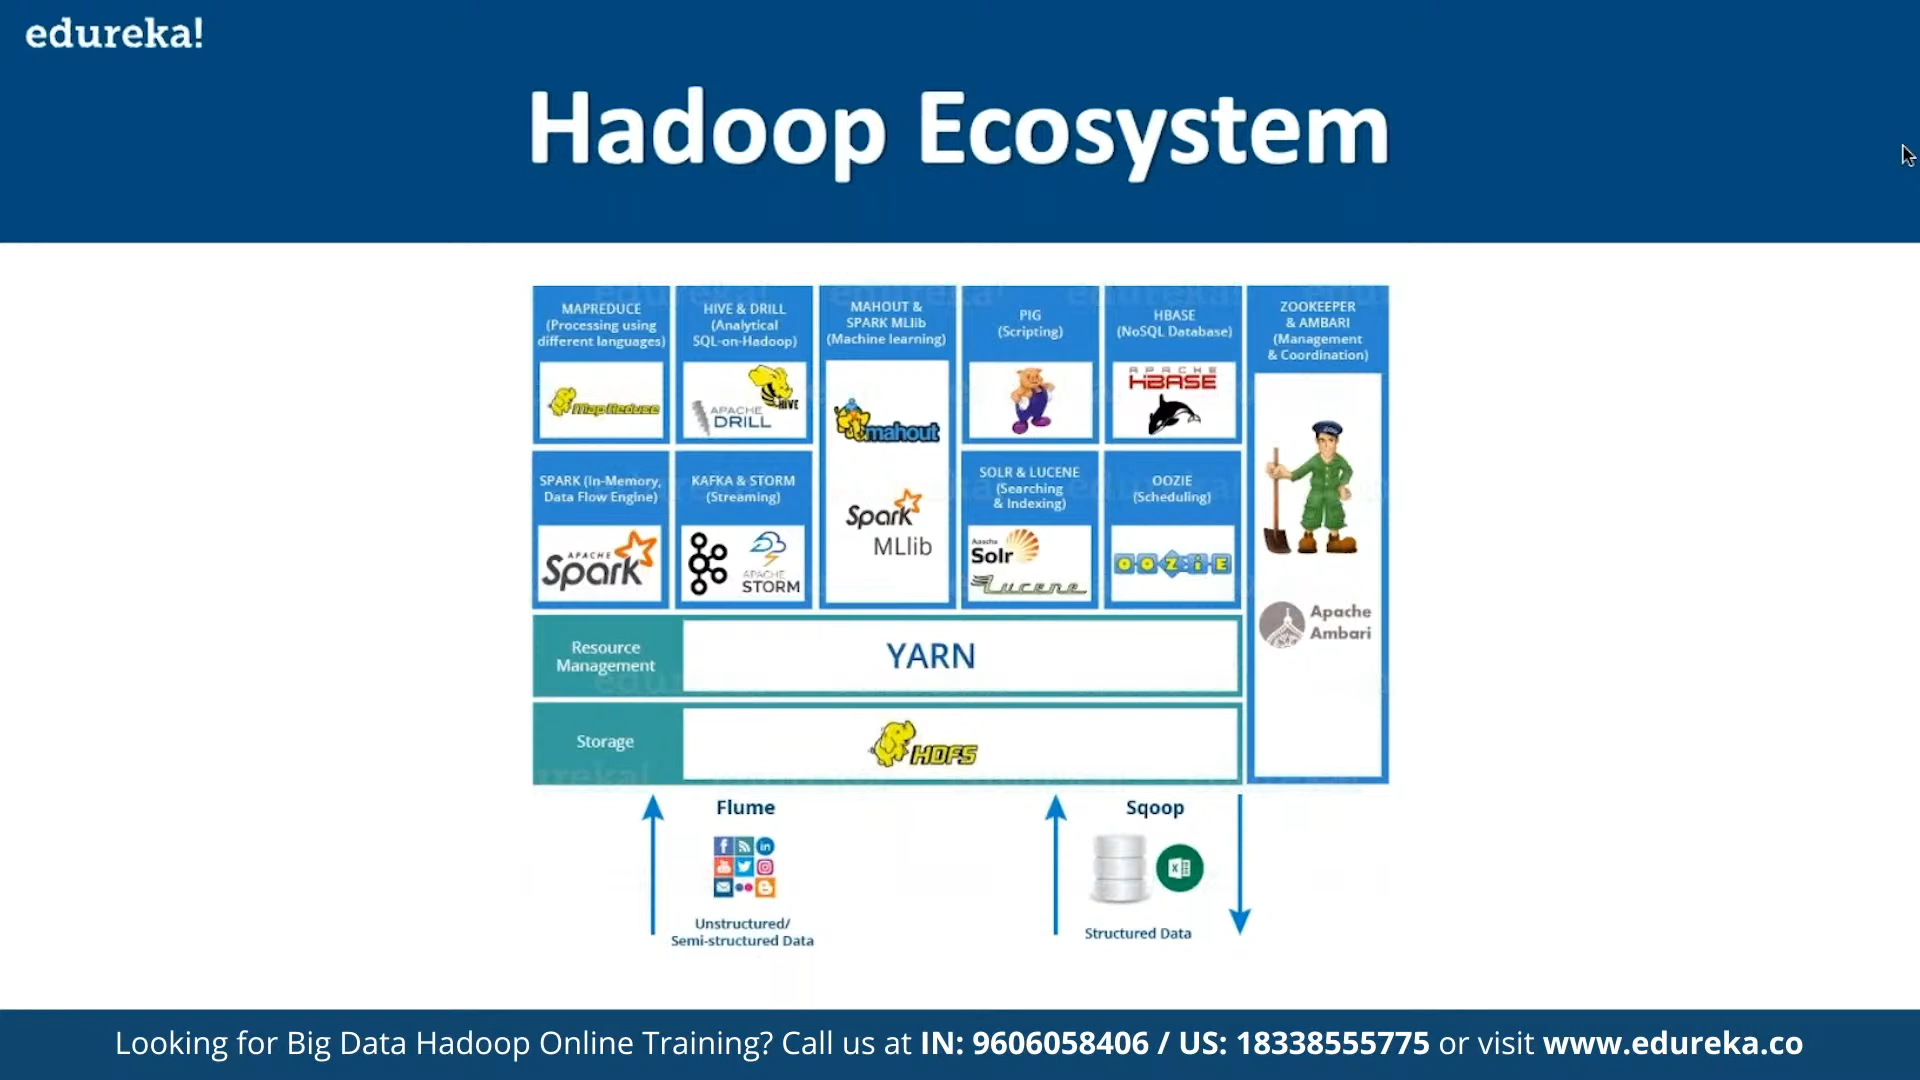 edureka!
Hadoop Ecosystem
MAPREDUCE
(Processing using
different languages)
MapReduce
HIVE & DRILL
(Analytical
SQL-on-Hadoop)
HIVE
APACHE
DRILL
MAHOUT &
SPARK MLlib
(Machine learning)
mahout
Spark
MLlib
PIG
(Scripting)
HBASE
(NoSQL Database)
APACHE
HBASE
ZOOKEEPER
& AMBARI
(Management
& Coordination)
Apache
Ambari
SPARK (In-Memory,
Data Flow Engine)
APACHE
Spark
KAFKA & STORM
(Streaming)
APACHE
STORM
SOLR & LUCENE
(Searching
& Indexing)
Apache
Solr
Lucene
OOZIE
(Scheduling)
OOZiE
Resource
Management
YARN
Storage
HDFS
Flume
Unstructured/
Semi-structured Data
Sqoop
Structured Data
Looking for Big Data Hadoop Online Training? Call us at IN: 9606058406 / US: 18338555775 or visit www.edureka.co